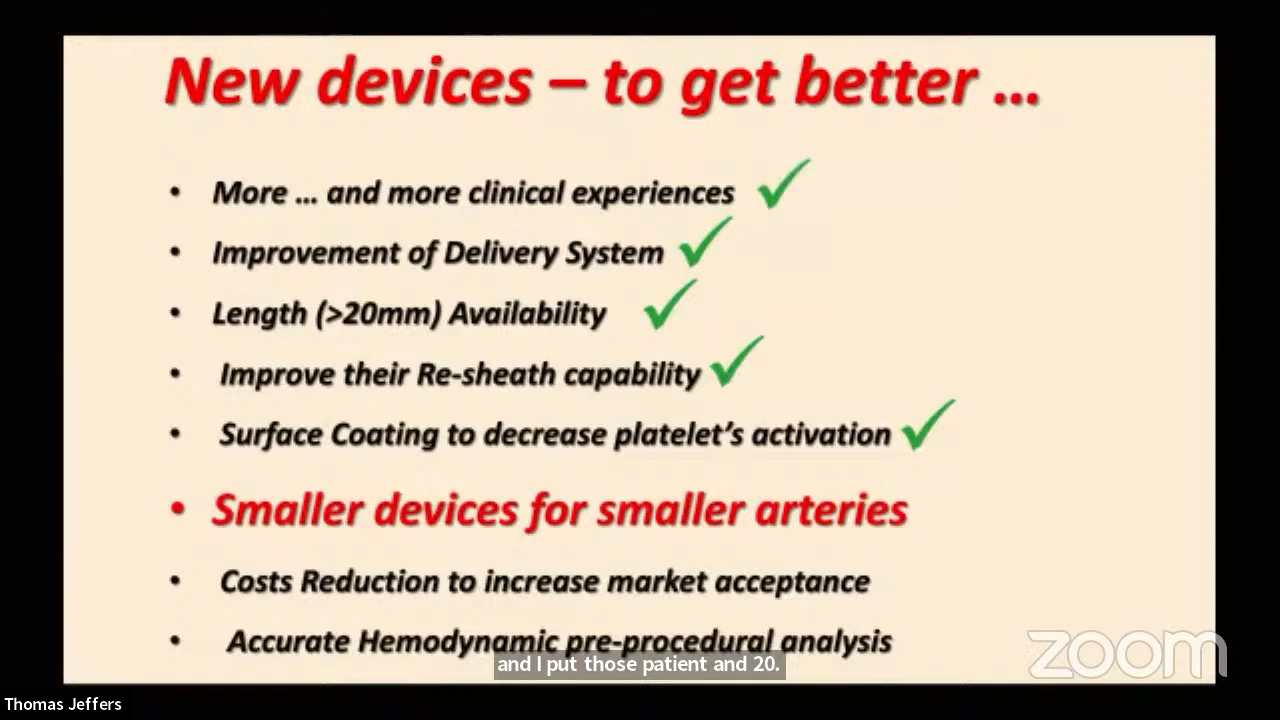 New devices – to get better ...
• More ... and more clinical experiences
• Improvement of Delivery System
• Length (>20mm) Availability
• Improve their Re-sheath capability
• Surface Coating to decrease platelet’s activation
• Smaller devices for smaller arteries
• Costs Reduction to increase market acceptance
• Accurate Hemodynamic pre-procedural analysis
and I put those patient and 20.
zoom
Thomas Jeffers